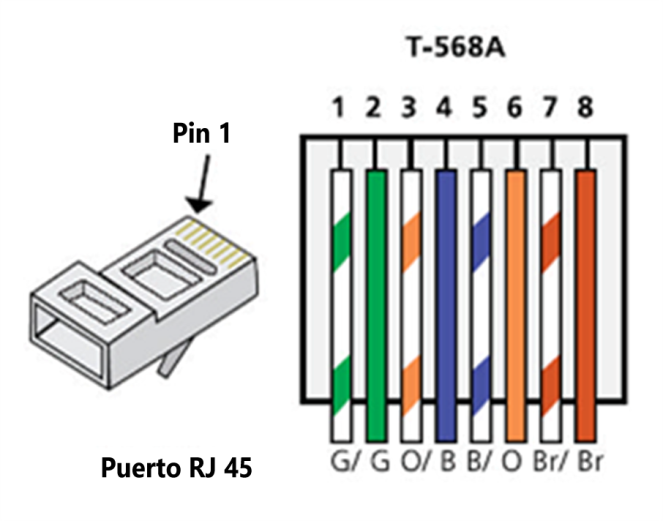 T-568A
1 2 3 4 5 6 7 8
Pin 1
G/ G O/ B B/ O Br/ Br
Puerto RJ 45